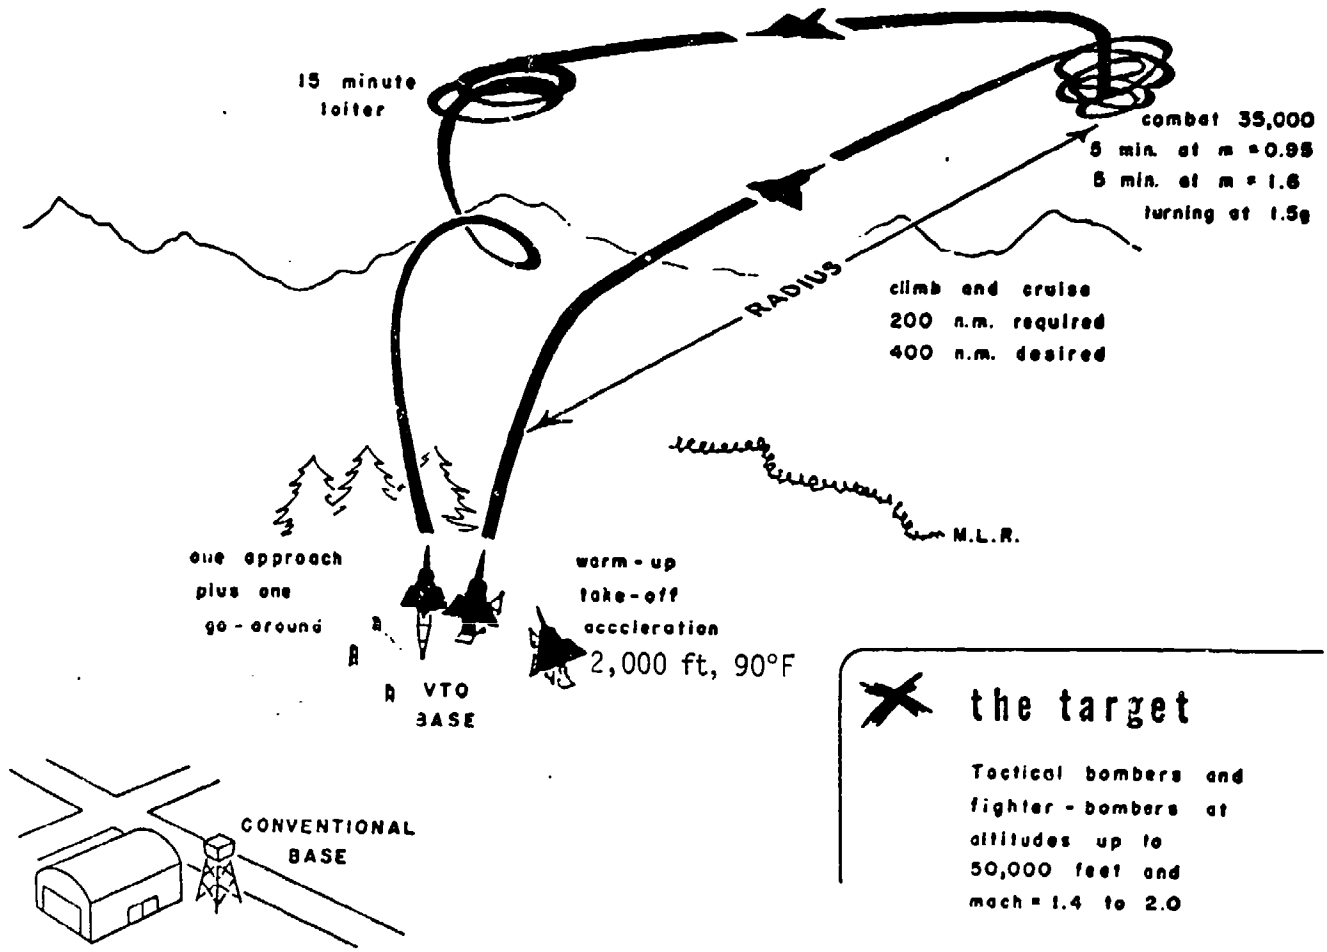 15 minute
loiter
combat 35,000
5 min. at m = 0.95
5 min. at m = 1.6
turning at 1.5g
RADIUS
climb and cruise
200 n.m. required
400 n.m. desired
M.L.R.
one approach
plus one
go-around
warm-up
take-off
acceleration
2,000 ft, 90°F
VTO
BASE
the target
Tactical bombers and
fighter-bombers at
altitudes up to
50,000 feet and
mach = 1.4 to 2.0
CONVENTIONAL
BASE